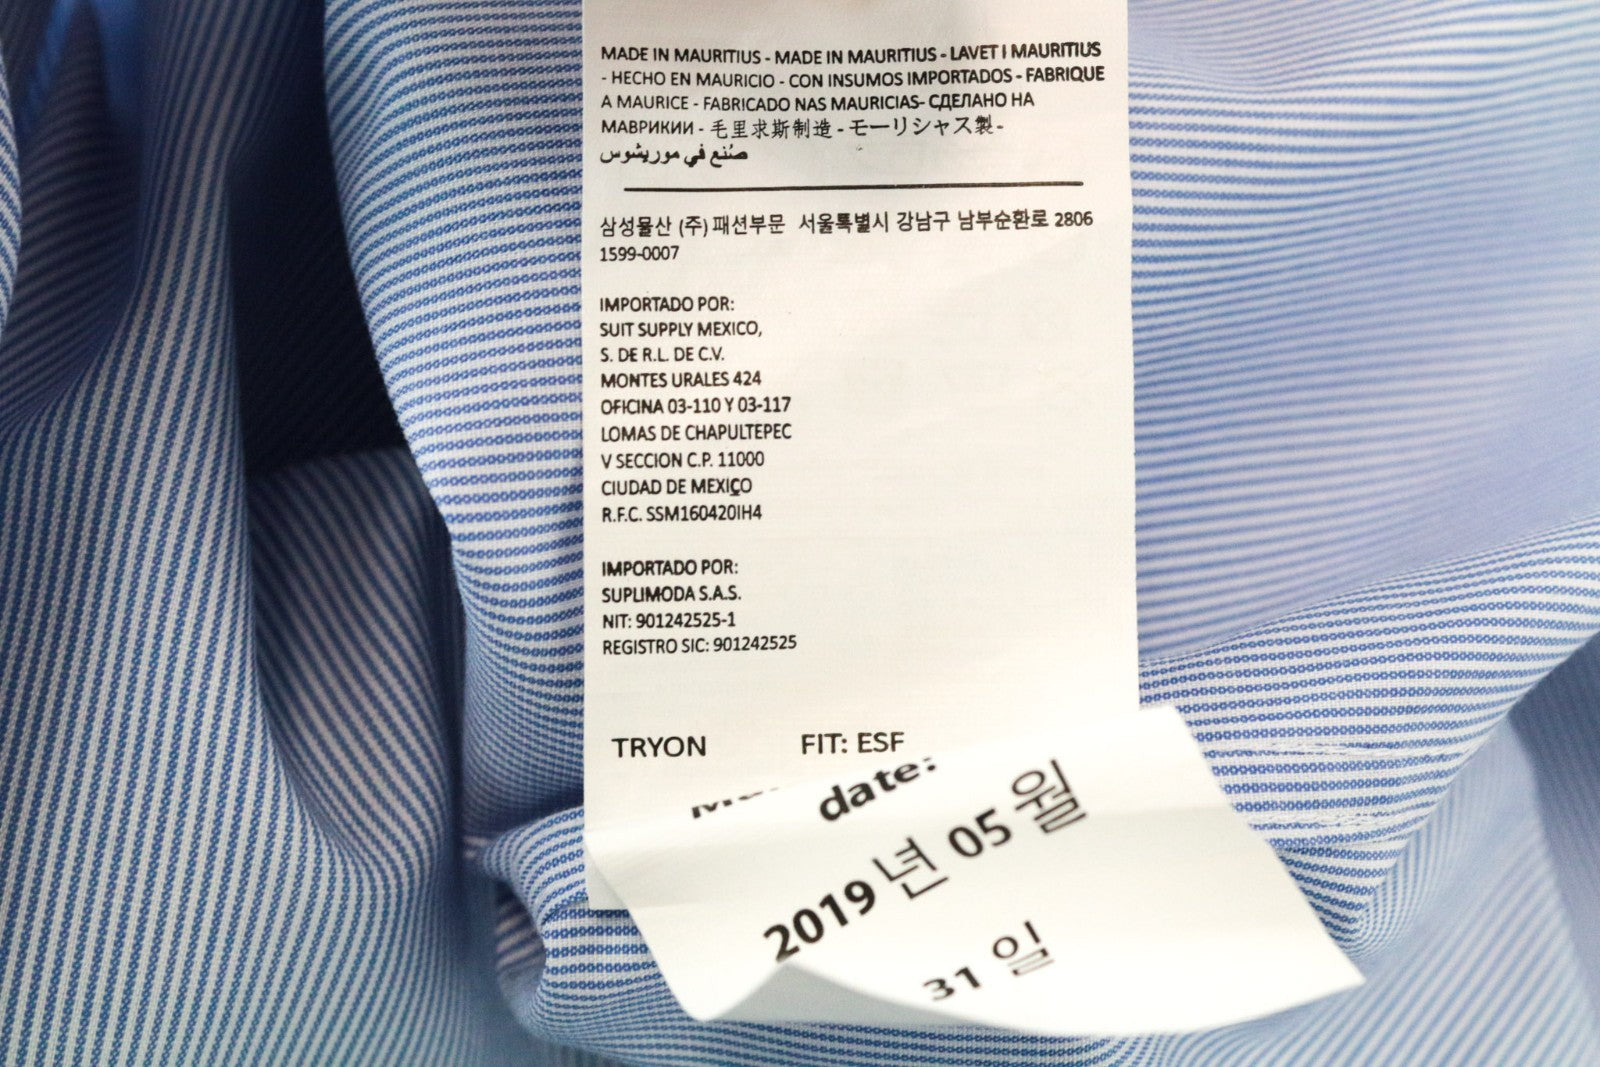 MADE IN MAURITIUS - MADE IN MAURITIUS - LAVET I MAURITIUS
- HECHO EN MAURICIO - CON INSUMOS IMPORTADOS - FABRIQUE
A MAURICE - FABRICADO NAS MAURICIAS- СДЕЛАНО НА
МАВРИКИИ - 毛里求斯制造 - モーリシャス製 -
صُنع في موريشوس
삼성물산 (주) 패션부문 서울특별시 강남구 남부순환로 2806
1599-0007
IMPORTADO POR:
SUIT SUPPLY MEXICO,
S. DE R.L. DE C.V.
MONTES URALES 424
OFICINA 03-110 Y 03-117
LOMAS DE CHAPULTEPEC
V SECCION C.P. 11000
CIUDAD DE MEXICO
R.F.C. SSM160420IH4
IMPORTADO POR:
SUPLIMODA S.A.S.
NIT: 901242525-1
REGISTRO SIC: 901242525
TRYON FIT: ESF
date:
2019 년 05 월
31 일